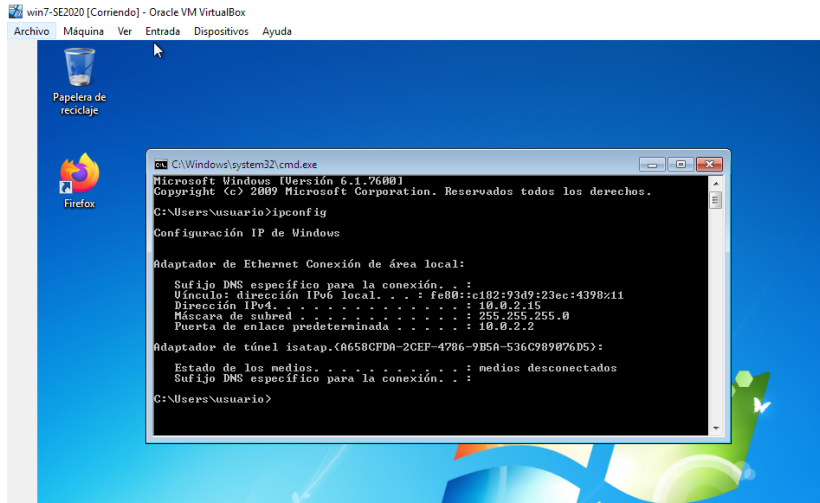 win7-SE2020 [Corriendo] - Oracle VM VirtualBox
Archivo Máquina Ver Entrada Dispositivos Ayuda
Papelera de
reciclaje
Firefox
C:\Windows\system32\cmd.exe
Microsoft Windows [Versión 6.1.7600]
Copyright (c) 2009 Microsoft Corporation. Reservados todos los derechos.
C:\Users\usuario>ipconfig
Configuración IP de Windows
Adaptador de Ethernet Conexión de área local:
Sufijo DNS específico para la conexión. . :
Vínculo: dirección IPv6 local. . . : fe80::c182:93d9:23ec:4398%11
Dirección IPv4. . . . . . . . . . . . . . : 10.0.2.15
Máscara de subred . . . . . . . . . . . . : 255.255.255.0
Puerta de enlace predeterminada . . . . . : 10.0.2.2
Adaptador de túnel isatap.{A658CFDA-2CEF-4786-9B5A-536C989076D5}:
Estado de los medios. . . . . . . . . . . : medios desconectados
Sufijo DNS específico para la conexión. . :
C:\Users\usuario>